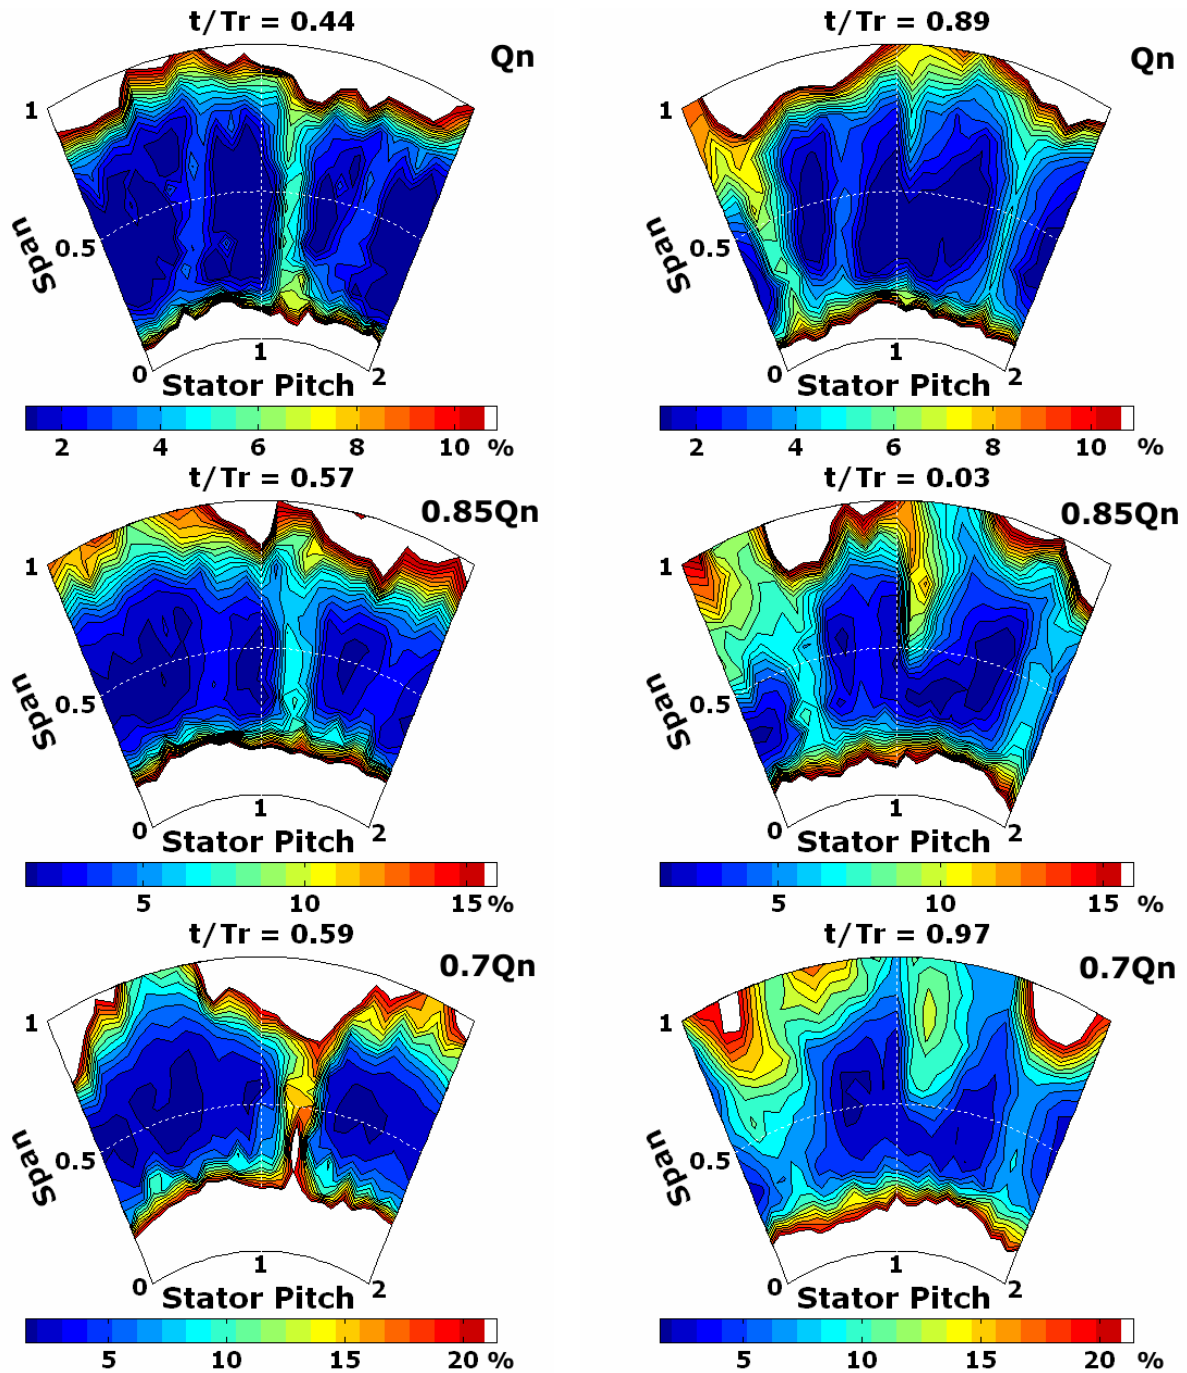 t/Tr = 0.44
Qn
1
0.5
Span
0
1
2
Stator Pitch
2 4 6 8 10 %
t/Tr = 0.89
Qn
1
0.5
Span
0
1
2
Stator Pitch
2 4 6 8 10 %
t/Tr = 0.57
0.85Qn
1
0.5
Span
0
1
2
Stator Pitch
5 10 15 %
t/Tr = 0.03
0.85Qn
1
0.5
Span
0
1
2
Stator Pitch
5 10 15 %
t/Tr = 0.59
0.7Qn
1
0.5
Span
0
1
2
Stator Pitch
5 10 15 20 %
t/Tr = 0.97
0.7Qn
1
0.5
Span
0
1
2
Stator Pitch
5 10 15 20 %